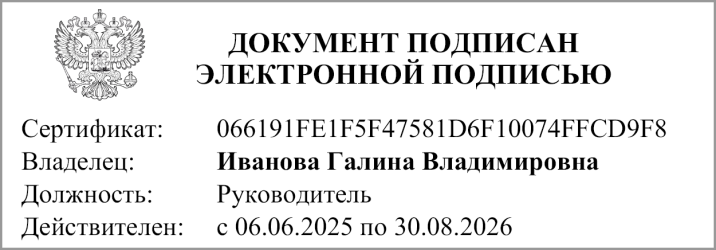 ДОКУМЕНТ ПОДПИСАН
ЭЛЕКТРОННОЙ ПОДПИСЬЮ
Сертификат: 066191FE1F5F47581D6F10074FFCD9F8
Владелец: Иванова Галина Владимировна
Должность: Руководитель
Действителен: с 06.06.2025 по 30.08.2026